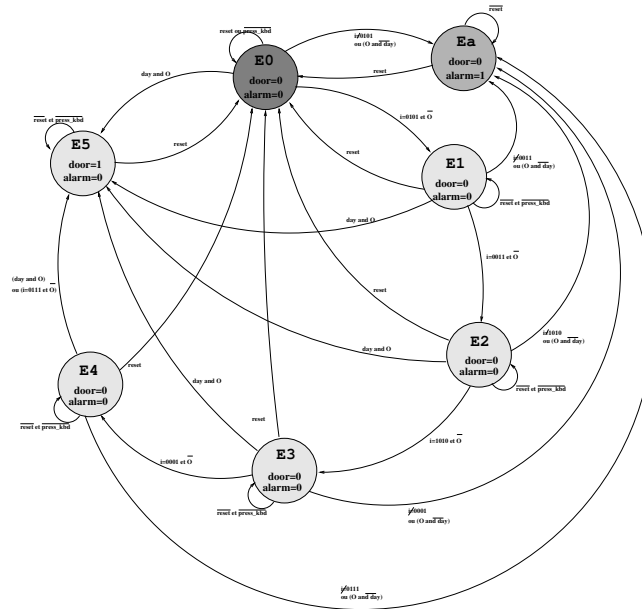 reset
reset ou press_kbd
E0
door=0
alarm=0
i≠0101
ou (O and day)
Ea
door=0
alarm=1
reset
day and O
i=0101 et O
reset et press_kbd
E5
door=1
alarm=0
reset
reset
E1
door=0
alarm=0
i≠0011
ou (O and day)
reset et press_kbd
day and O
(day and O)
ou (i=0111 et O)
reset
i=0011 et O
E2
door=0
alarm=0
i≠1010
ou (O and day)
day and O
reset et press_kbd
E4
door=0
alarm=0
reset
day and O
reset et press_kbd
reset
i=0001 et O
E3
door=0
alarm=0
i=1010 et O
reset et press_kbd
i≠0001
ou (O and day)
i≠0111
ou (O and day)